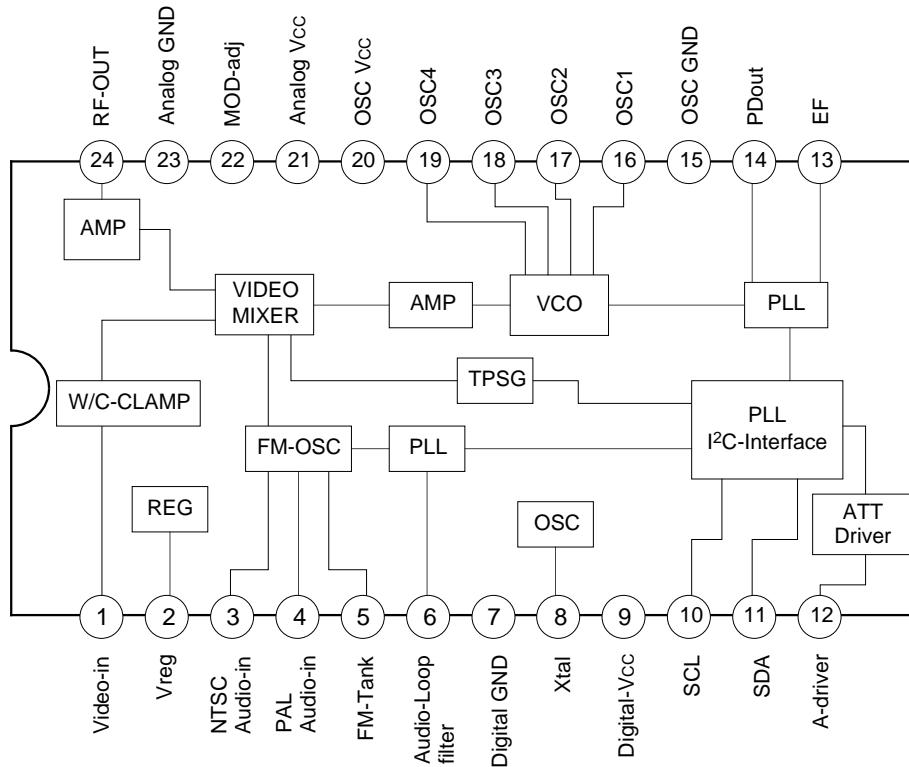 RF-OUT
Analog GND
MOD-adj
Analog VCC
OSC VCC
OSC4
OSC3
OSC2
OSC1
OSC GND
PDout
EF
24
23
22
21
20
19
18
17
16
15
14
13
AMP
VIDEO
MIXER
AMP
VCO
PLL
W/C-CLAMP
TPSG
PLL
I²C-Interface
FM-OSC
PLL
REG
OSC
ATT
Driver
1
2
3
4
5
6
7
8
9
10
11
12
Video-in
Vreg
NTSC
Audio-in
PAL
Audio-in
FM-Tank
Audio-Loop
filter
Digital GND
Xtal
Digital-VCC
SCL
SDA
A-driver